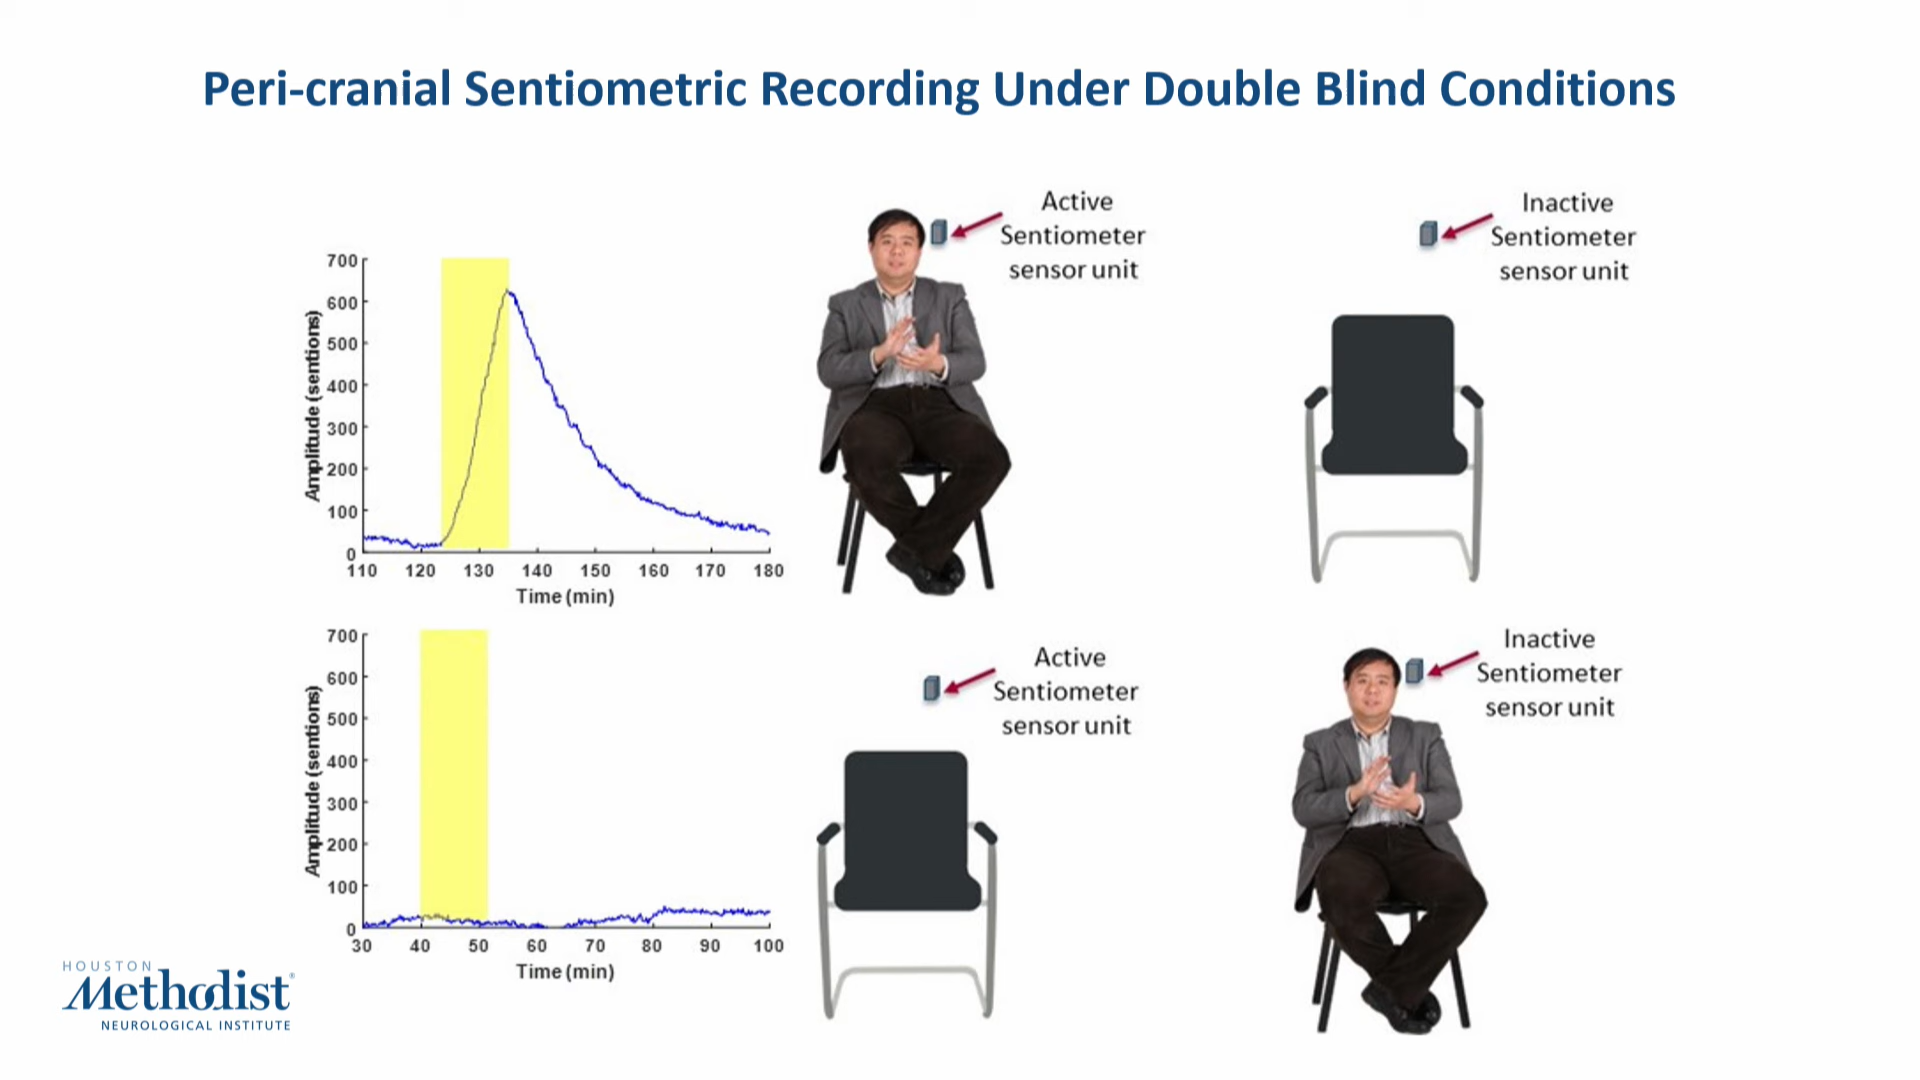 Peri-cranial Sentiometric Recording Under Double Blind Conditions
Active
Sentiometer
sensor unit
Inactive
Sentiometer
sensor unit
Amplitude (sentions)
700
600
500
400
300
200
100
0
110 120 130 140 150 160 170 180
Time (min)
Active
Sentiometer
sensor unit
Inactive
Sentiometer
sensor unit
Amplitude (sentions)
700
600
500
400
300
200
100
0
30 40 50 60 70 80 90 100
Time (min)
HOUSTON
Methodist®
NEUROLOGICAL INSTITUTE